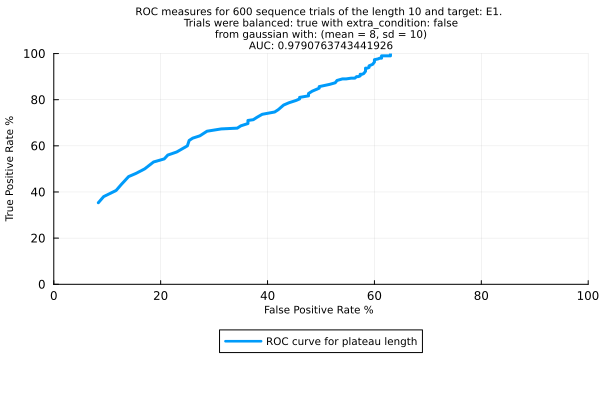 ROC measures for 600 sequence trials of the length 10 and target: E1.
Trials were balanced: true with extra_condition: false
from gaussian with: (mean = 8, sd = 10)
AUC: 0.9790763743441926
100
80
60
40
20
0
True Positive Rate %
0 20 40 60 80 100
False Positive Rate %
ROC curve for plateau length